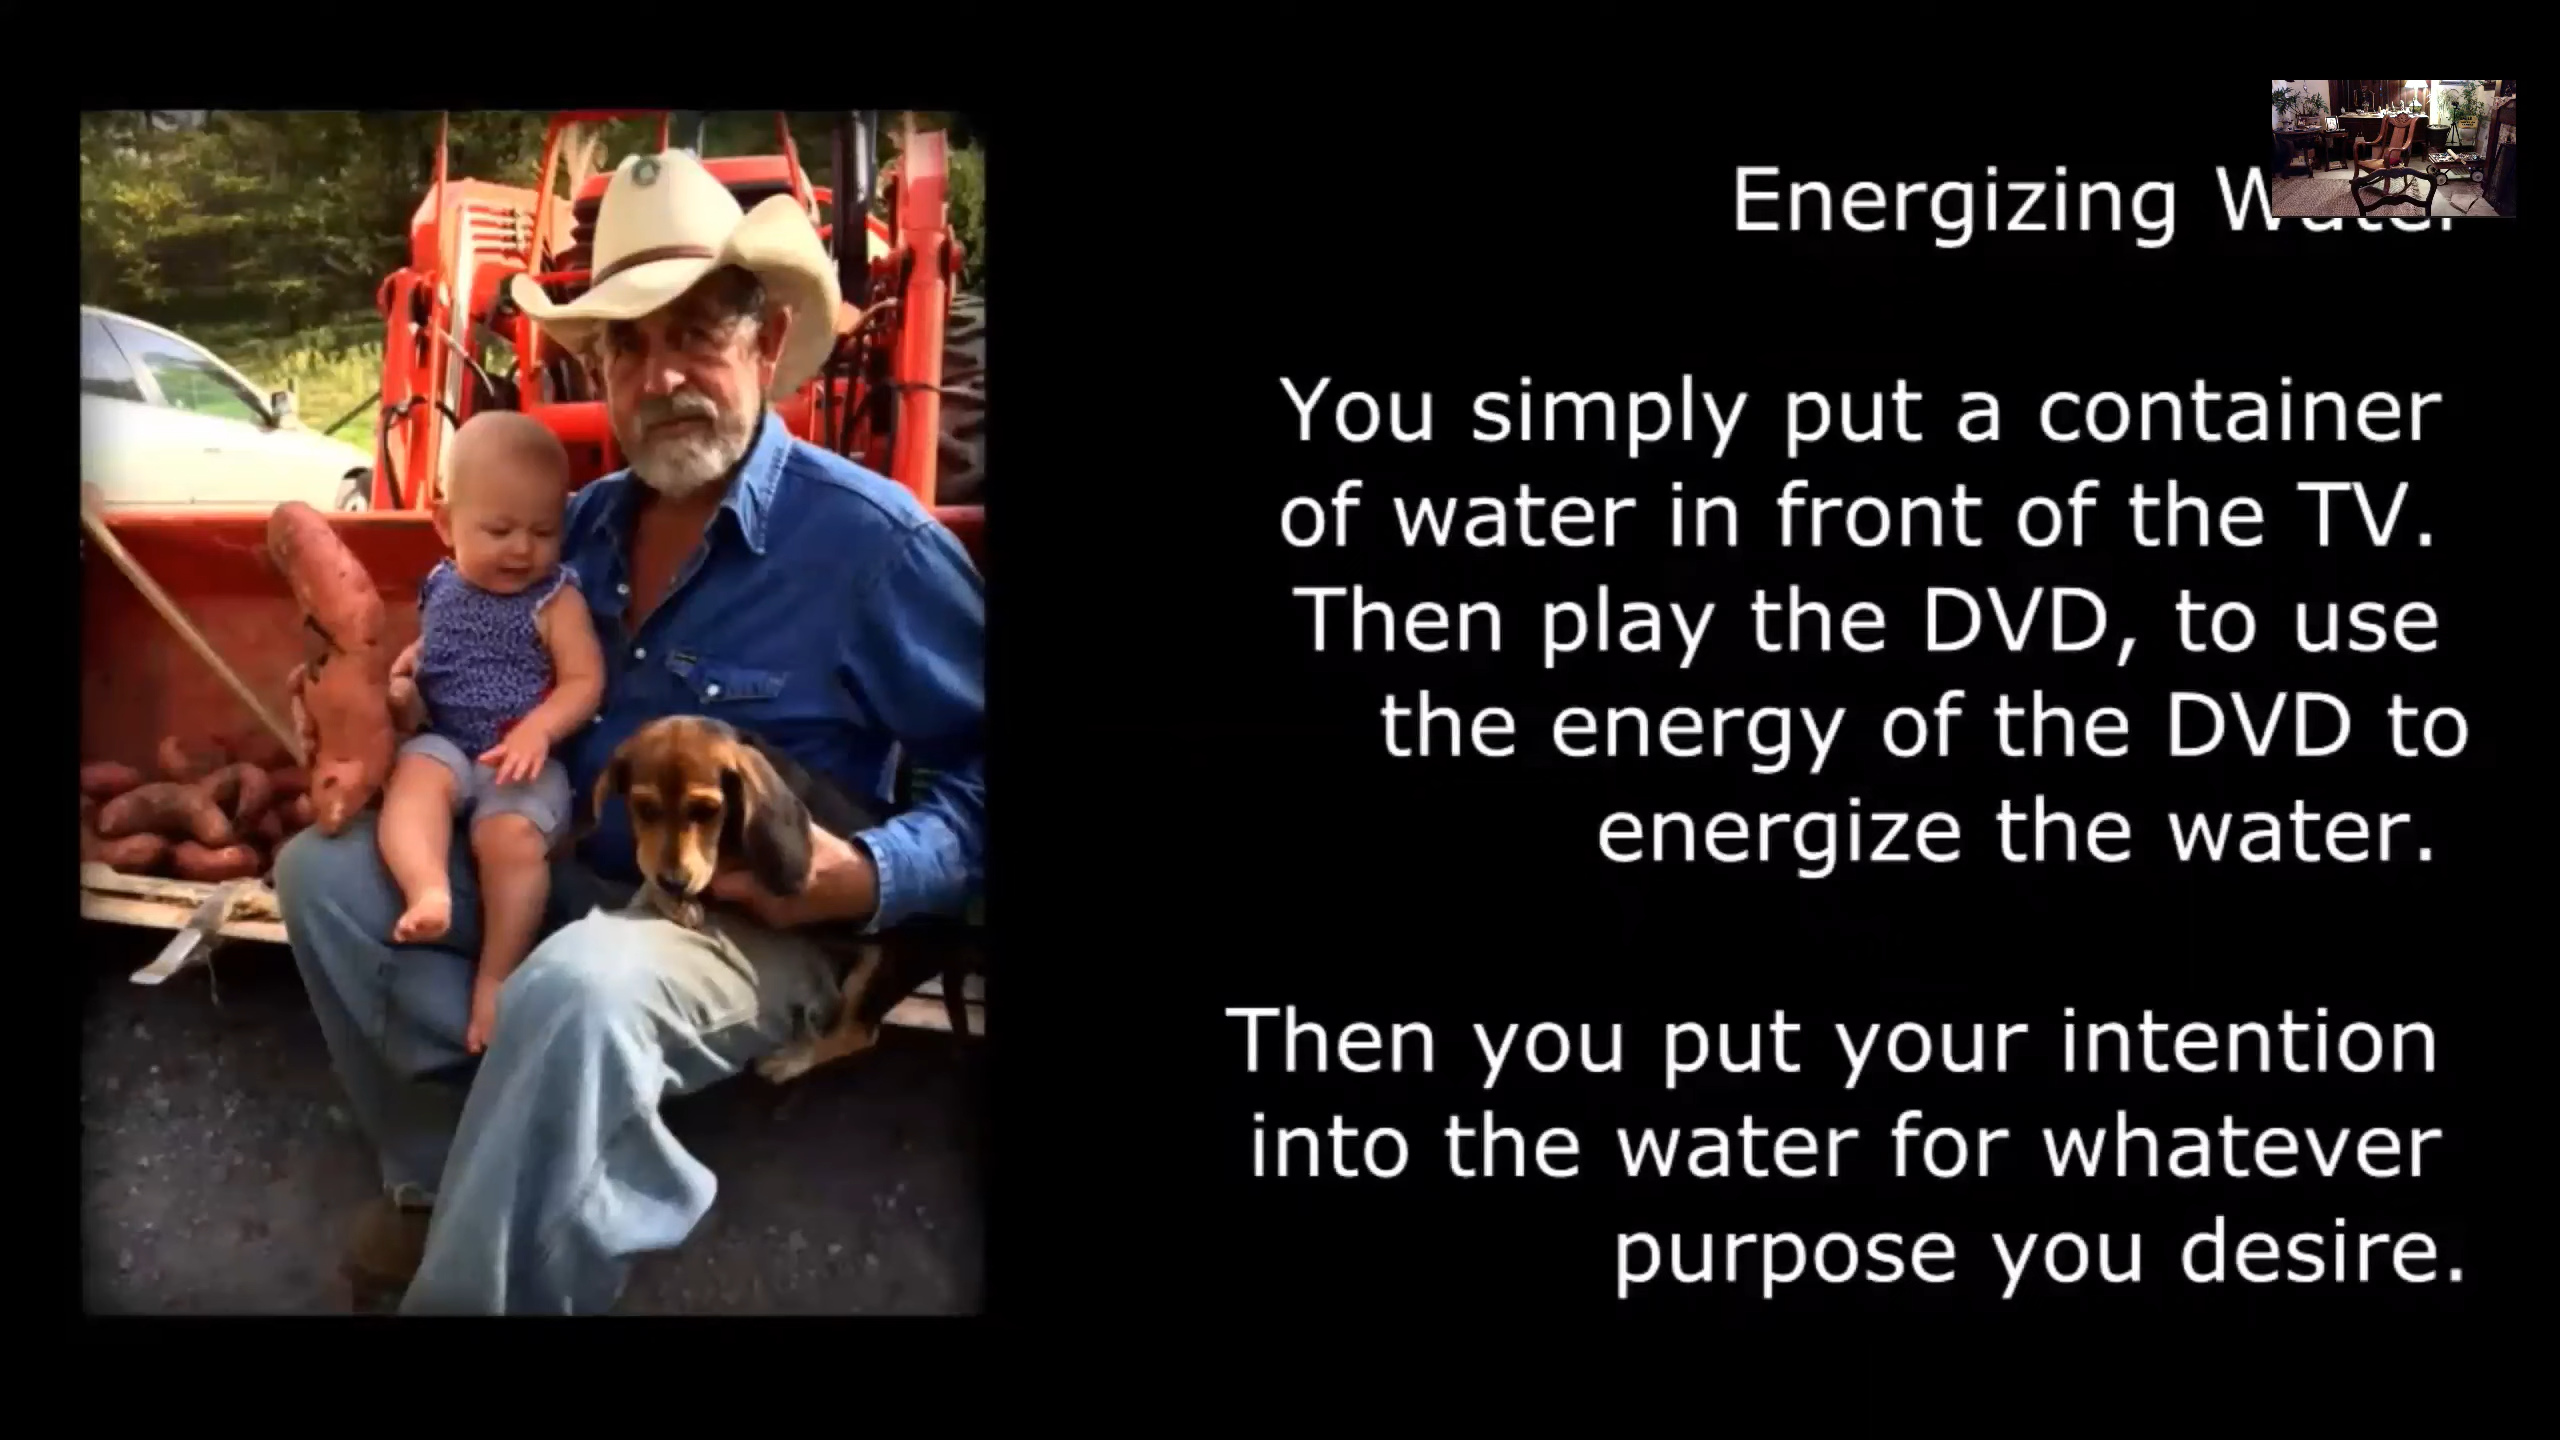 Energizing Water
You simply put a container
of water in front of the TV.
Then play the DVD, to use
the energy of the DVD to
energize the water.
Then you put your intention
into the water for whatever
purpose you desire.